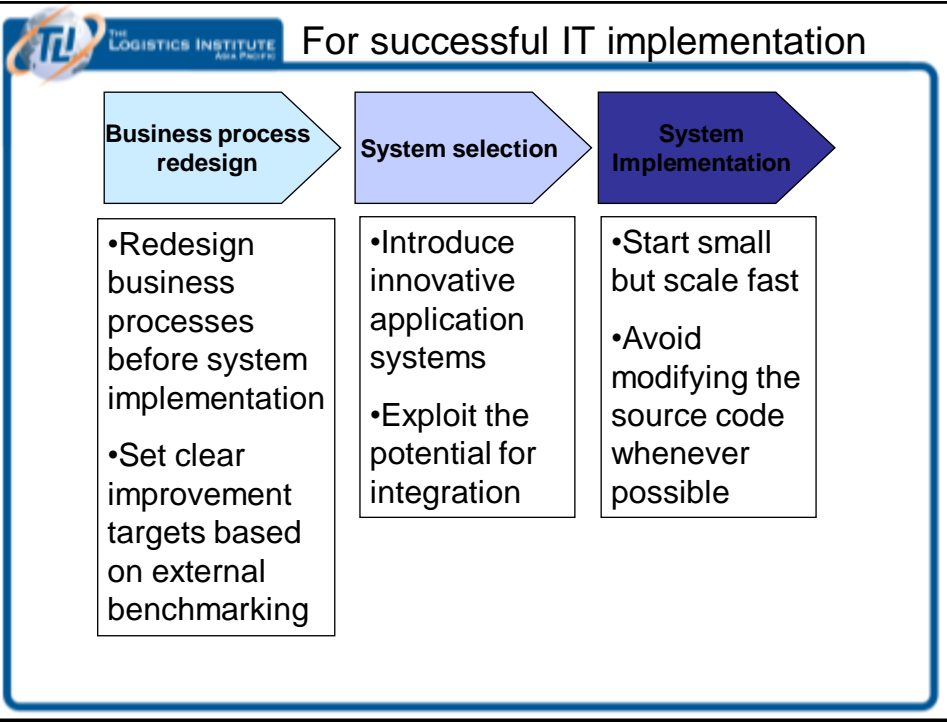 TLI
THE
LOGISTICS INSTITUTE
ASIA PACIFIC
For successful IT implementation
Business process
redesign
System selection
System
Implementation
•Redesign
business
processes
before system
implementation
•Set clear
improvement
targets based
on external
benchmarking
•Introduce
innovative
application
systems
•Exploit the
potential for
integration
•Start small
but scale fast
•Avoid
modifying the
source code
whenever
possible